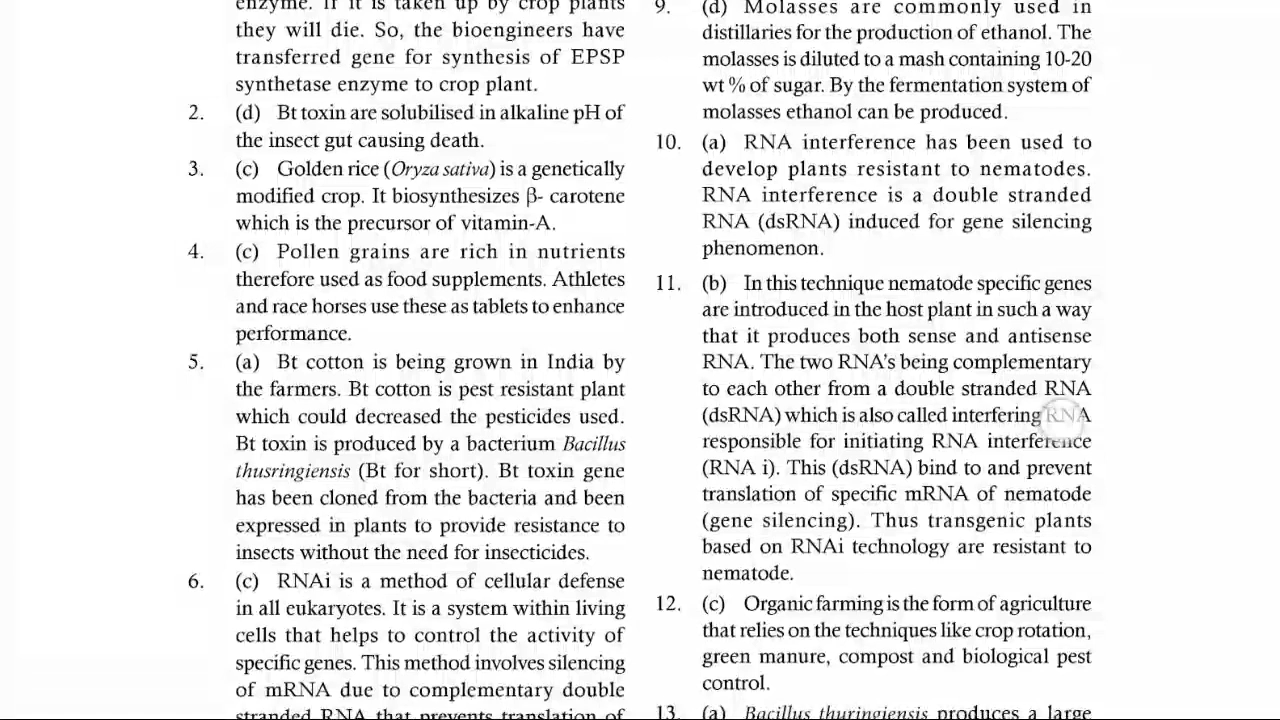 enzyme. If it is taken up by crop plants
they will die. So, the bioengineers have
transferred gene for synthesis of EPSP
synthetase enzyme to crop plant.
2. (d) Bt toxin are solubilised in alkaline pH of
the insect gut causing death.
3. (c) Golden rice (Oryza sativa) is a genetically
modified crop. It biosynthesizes β- carotene
which is the precursor of vitamin-A.
4. (c) Pollen grains are rich in nutrients
therefore used as food supplements. Athletes
and race horses use these as tablets to enhance
performance.
5. (a) Bt cotton is being grown in India by
the farmers. Bt cotton is pest resistant plant
which could decreased the pesticides used.
Bt toxin is produced by a bacterium Bacillus
thusringiensis (Bt for short). Bt toxin gene
has been cloned from the bacteria and been
expressed in plants to provide resistance to
insects without the need for insecticides.
6. (c) RNAi is a method of cellular defense
in all eukaryotes. It is a system within living
cells that helps to control the activity of
specific genes. This method involves silencing
of mRNA due to complementary double
stranded RNA that prevents translation of
9. (d) Molasses are commonly used in
distillaries for the production of ethanol. The
molasses is diluted to a mash containing 10-20
wt % of sugar. By the fermentation system of
molasses ethanol can be produced.
10. (a) RNA interference has been used to
develop plants resistant to nematodes.
RNA interference is a double stranded
RNA (dsRNA) induced for gene silencing
phenomenon.
11. (b) In this technique nematode specific genes
are introduced in the host plant in such a way
that it produces both sense and antisense
RNA. The two RNA's being complementary
to each other from a double stranded RNA
(dsRNA) which is also called interfering RNA
responsible for initiating RNA interference
(RNA i). This (dsRNA) bind to and prevent
translation of specific mRNA of nematode
(gene silencing). Thus transgenic plants
based on RNAi technology are resistant to
nematode.
12. (c) Organic farming is the form of agriculture
that relies on the techniques like crop rotation,
green manure, compost and biological pest
control.
13. (a) Bacillus thuringiensis produces a large